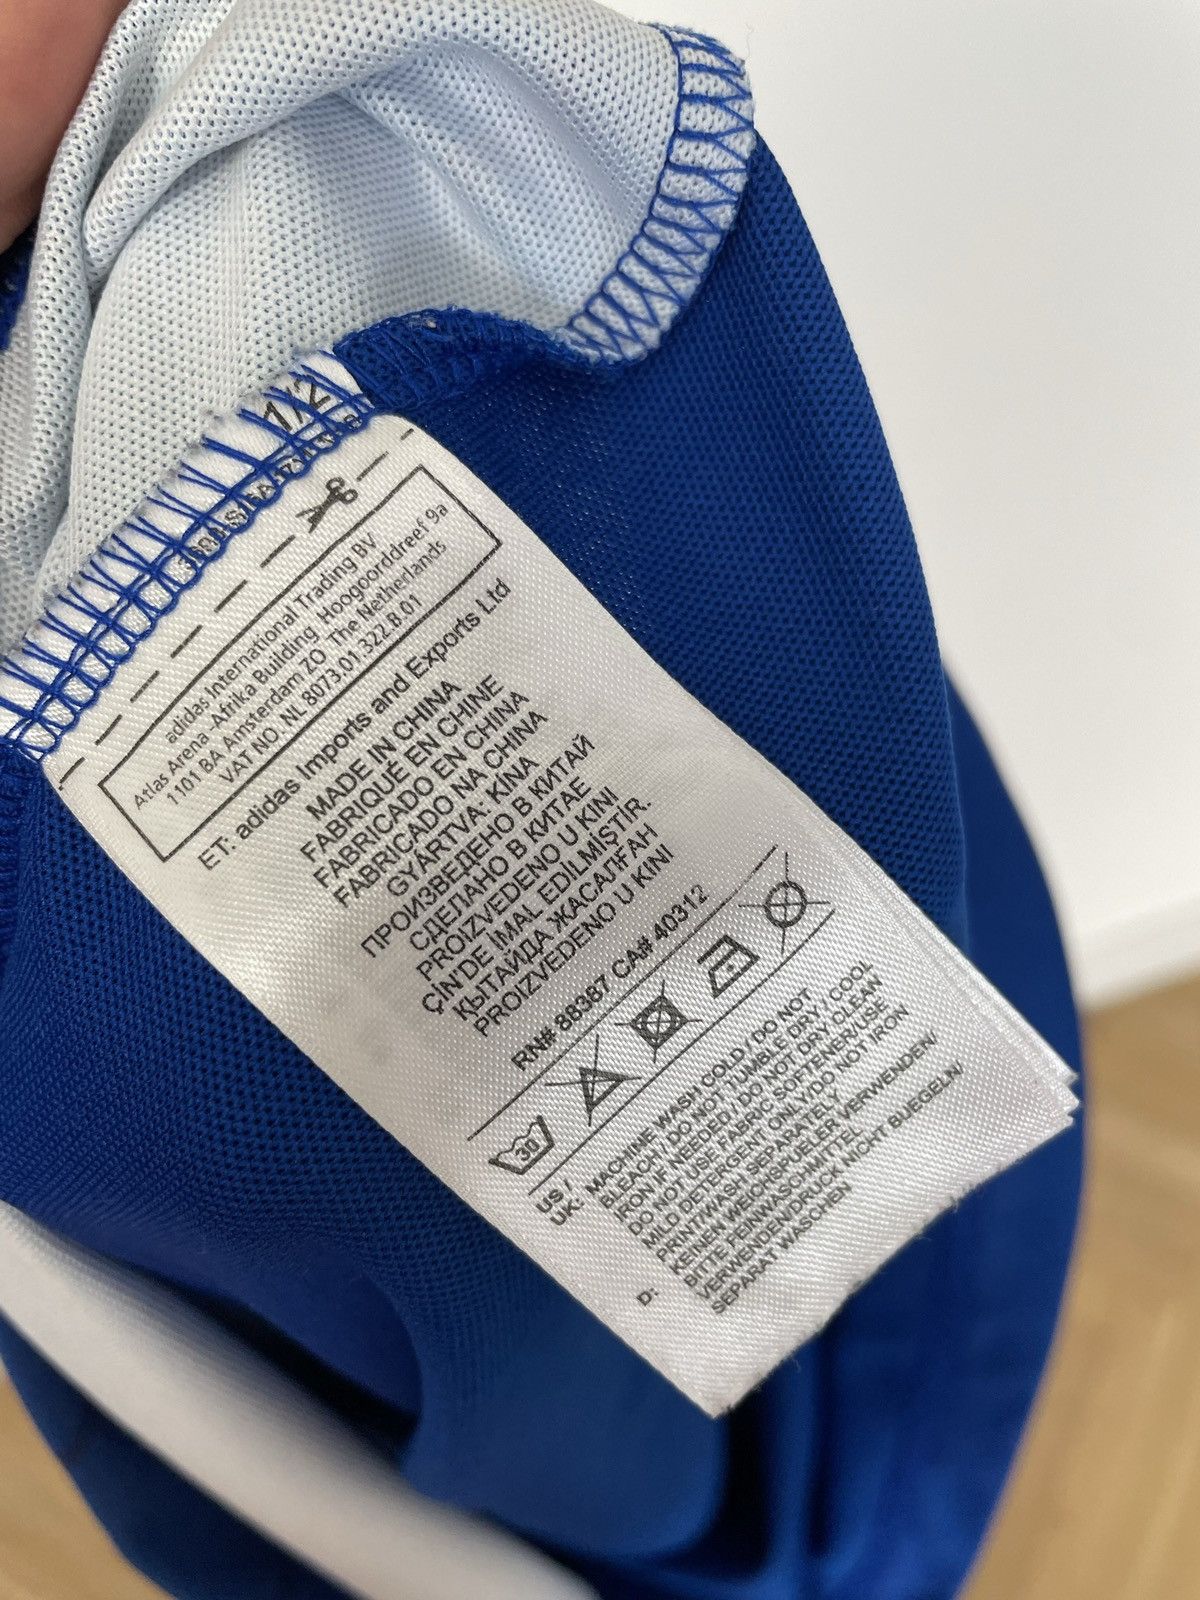 1/2
adidas International Trading BV
Atlas Arena -Afrika Building Hoogoorddreef 9a
1101 BA Amsterdam ZO The Netherlands
VAT NO. NL 8073.01.322.B.01
ET: adidas Imports and Exports Ltd
MADE IN CHINA
FABRIQUÉ EN CHINE
FABRICADO EN CHINA
FABRICADO NA CHINA
GYÁRTVA: KÍNA
ПРОИЗВЕДЕНО В КИТАЙ
СДЕЛАНО В КИТАЕ
PROIZVEDENO U KINI
ÇİN'DE İMAL EDİLMİŞTİR.
ҚЫТАЙДА ЖАСАЛҒАН
PROIZVEDENO U KINI
RN# 88387 CA# 40312
30
US /
UK: MACHINE WASH COLD / DO NOT
BLEACH / DO NOT TUMBLE DRY / COOL
IRON IF NEEDED / DO NOT DRY CLEAN
DO NOT USE FABRIC SOFTENER/USE
MILD DETERGENT ONLY/DO NOT IRON
PRINT/WASH SEPARATELY
D: KEINEN WEICHSPUELER VERWENDEN/
BITTE FEINWASCHMITTEL
VERWENDEN/DRUCK NICHT BUEGELN/
SEPARAT WASCHEN